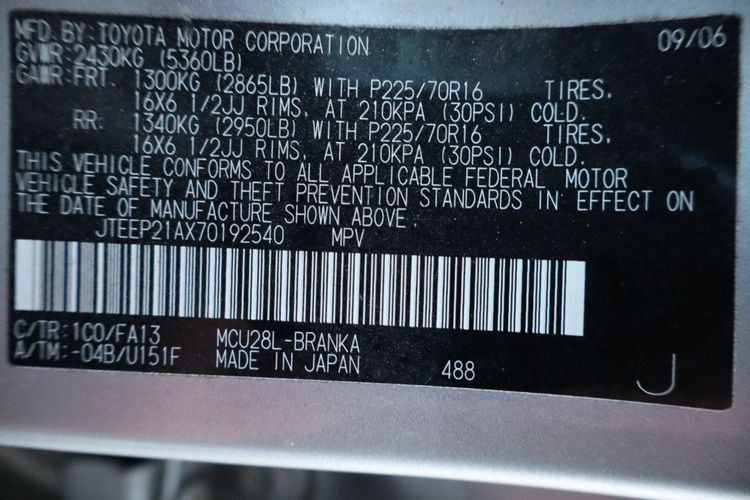 MFD. BY: TOYOTA MOTOR CORPORATION 09/06
GVWR: 2430KG (5360LB)
GAWR: FRT. 1300KG (2865LB) WITH P225/70R16 TIRES,
16X6 1/2JJ RIMS, AT 210KPA (30PSI) COLD.
RR: 1340KG (2950LB) WITH P225/70R16 TIRES,
16X6 1/2JJ RIMS, AT 210KPA (30PSI) COLD.
THIS VEHICLE CONFORMS TO ALL APPLICABLE FEDERAL MOTOR
VEHICLE SAFETY AND THEFT PREVENTION STANDARDS IN EFFECT ON
THE DATE OF MANUFACTURE SHOWN ABOVE.
JTEEP21AX70192540 MPV
C/TR: 1C0/FA13 MCU28L-BRANKA
A/TM: -04B/U151F MADE IN JAPAN 488
J